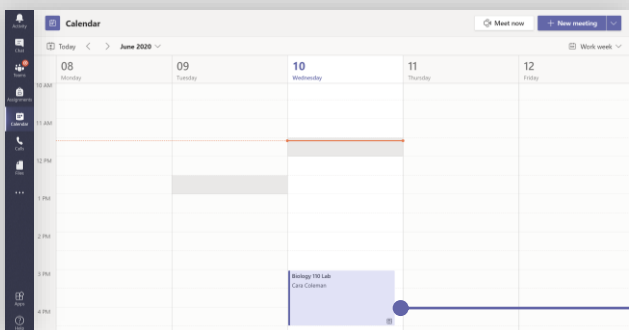 Calendar
Meet now
+ New meeting
Today
June 2020
Work week
08
Monday
09
Tuesday
10
Wednesday
11
Thursday
12
Friday
Activity
Chat
Teams
Assignments
Calendar
Calls
Files
...
Apps
Help
10 AM
11 AM
12 PM
1 PM
2 PM
3 PM
4 PM
Biology 110 Lab
Cara Coleman